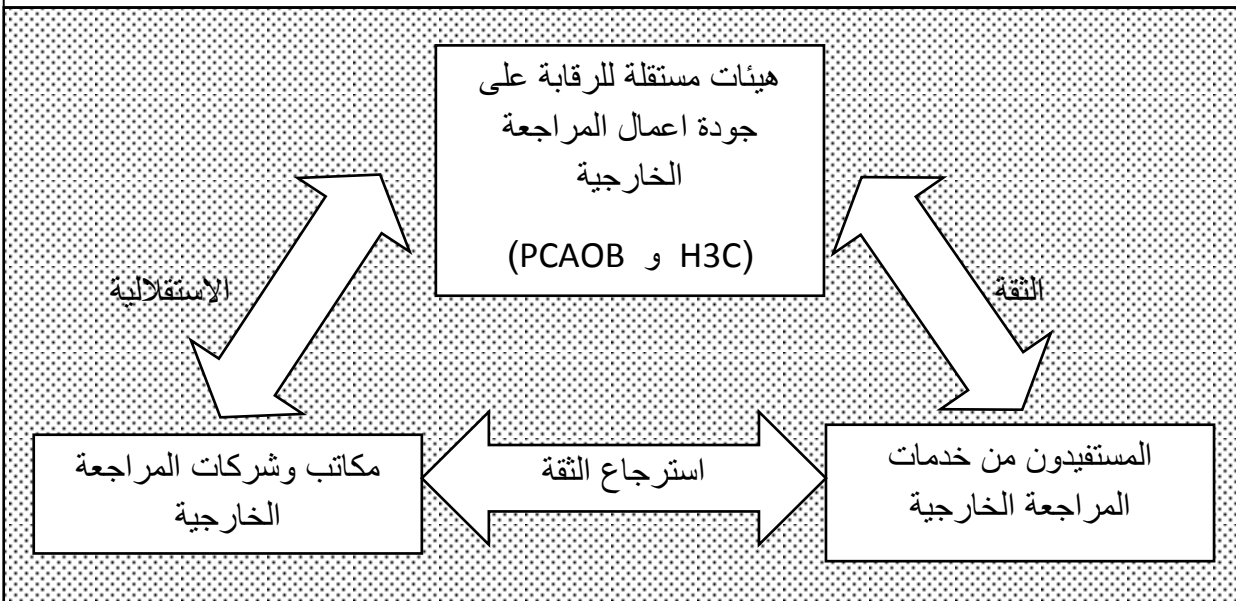 هيئات مستقلة للرقابة على
جودة اعمال المراجعة
الخارجية
(H3C و PCAOB)
الثقة
الاستقلالية
المستفيدون من خدمات
المراجعة الخارجية
استرجاع الثقة
مكاتب وشركات المراجعة
الخارجية